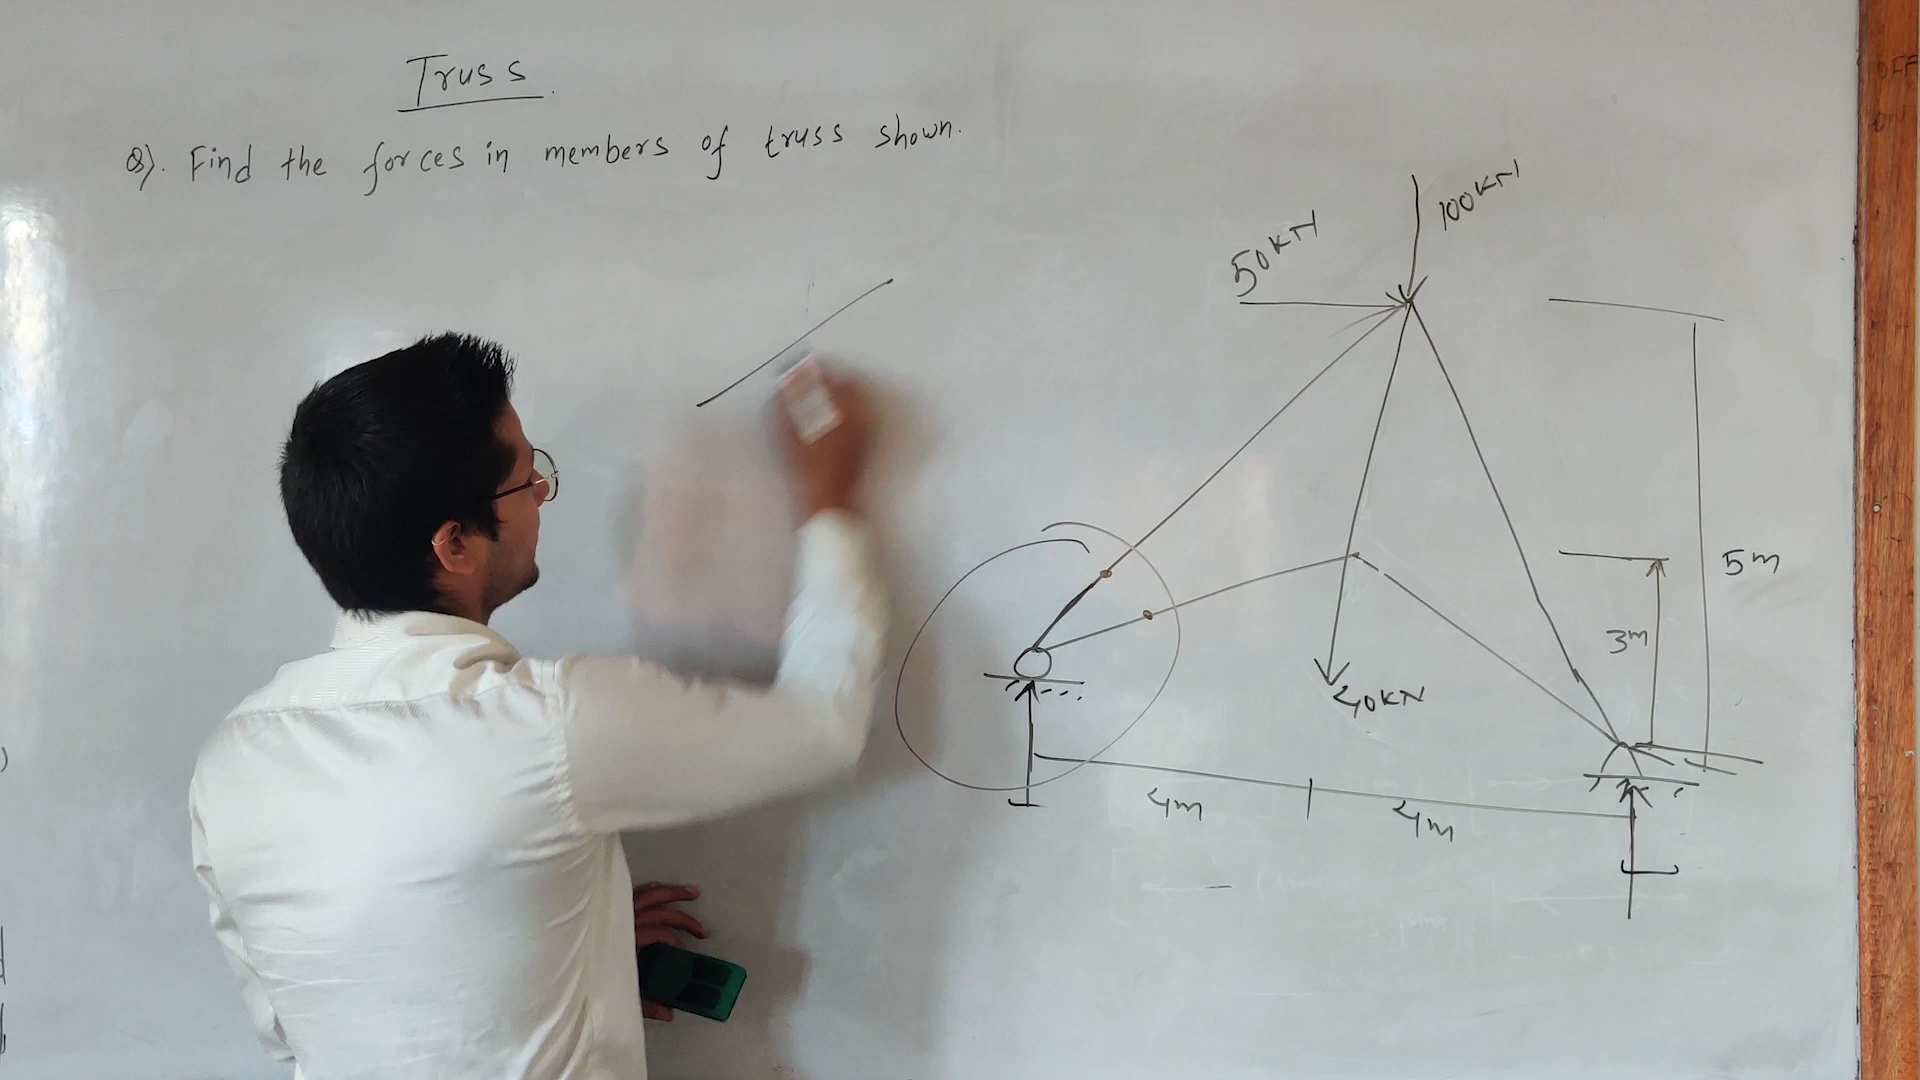 Truss.
Q). Find the forces in members of truss shown.
100KN
50KN
5m
3m
40KN
4m
4m